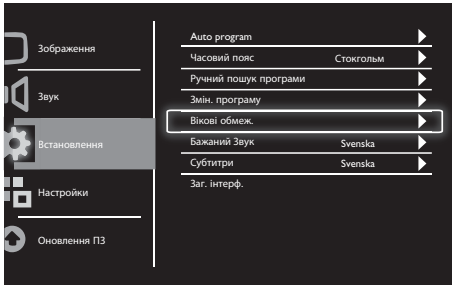 Зображення
Звук
Встановлення
Настройки
Оновлення ПЗ
Auto program
Часовий пояс Стокгольм
Ручний пошук програми
Змін. програму
Вікові обмеж.
Бажаний Звук Svenska
Субтитри Svenska
Заг. інтерф.